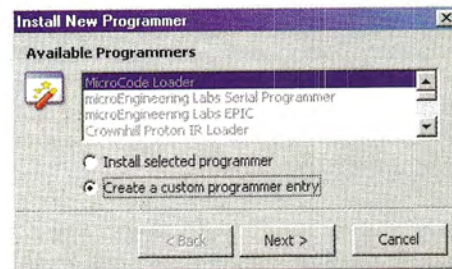 Install New Programmer
Available Programmers
MicroCode Loader
microEngineering Labs Serial Programmer
microEngineering Labs EPIC
Crownhill Proton IR Loader
Install selected programmer
Create a custom programmer entry
< Back
Next >
Cancel